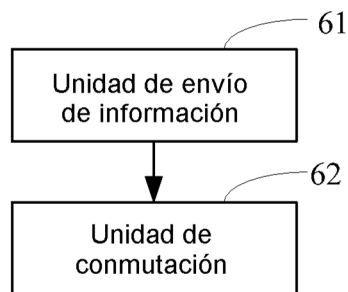 61
Unidad de envío
de información
62
Unidad de
conmutación